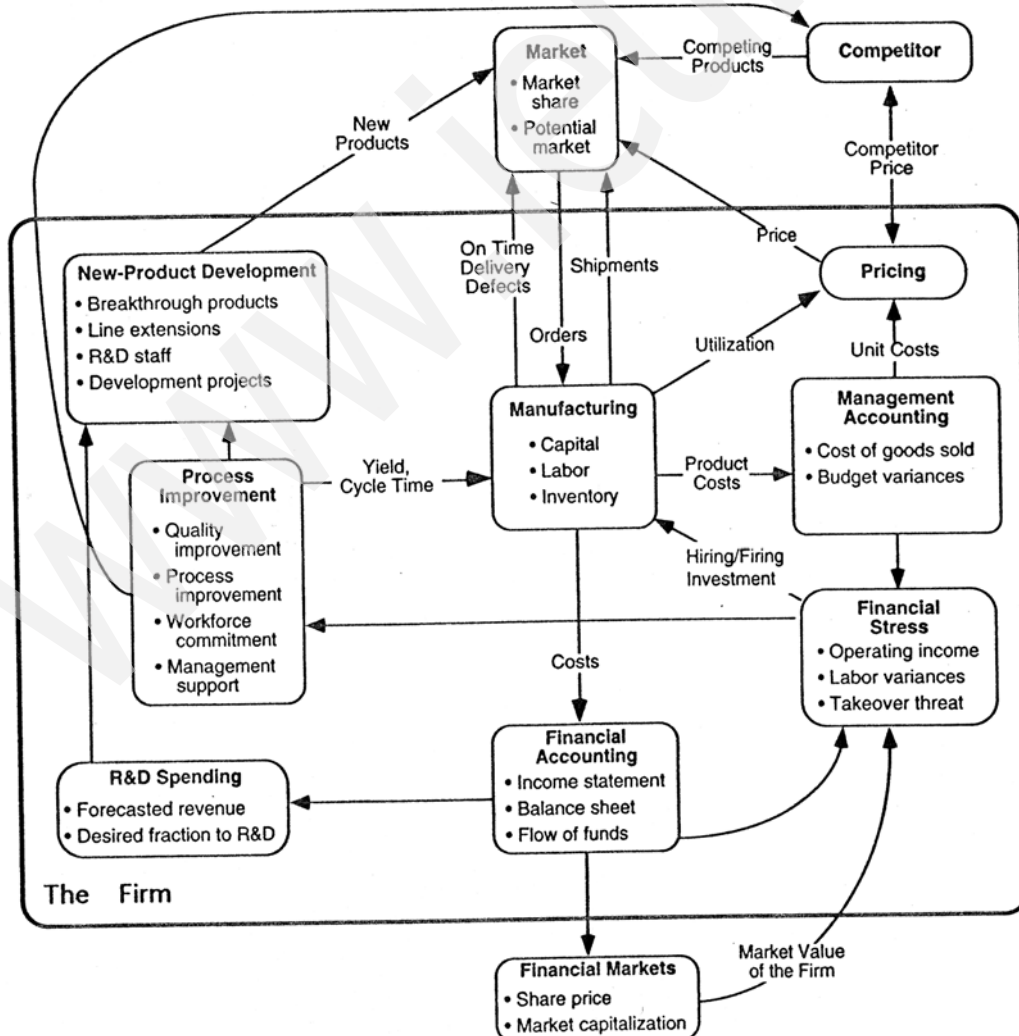 Market
• Market
share
• Potential
market
Competing
Products
Competitor
New
Products
Competitor
Price
On Time
Delivery
Defects
Shipments
Price
Pricing
New-Product Development
• Breakthrough products
• Line extensions
• R&D staff
• Development projects
Orders
Utilization
Unit Costs
Manufacturing
• Capital
• Labor
• Inventory
Management
Accounting
• Cost of goods sold
• Budget variances
Process
Improvement
• Quality
improvement
• Process
improvement
• Workforce
commitment
• Management
support
Yield,
Cycle Time
Product
Costs
Hiring/Firing
Investment
Financial
Stress
• Operating income
• Labor variances
• Takeover threat
Costs
Financial
Accounting
• Income statement
• Balance sheet
• Flow of funds
R&D Spending
• Forecasted revenue
• Desired fraction to R&D
The Firm
Market Value
of the Firm
Financial Markets
• Share price
• Market capitalization